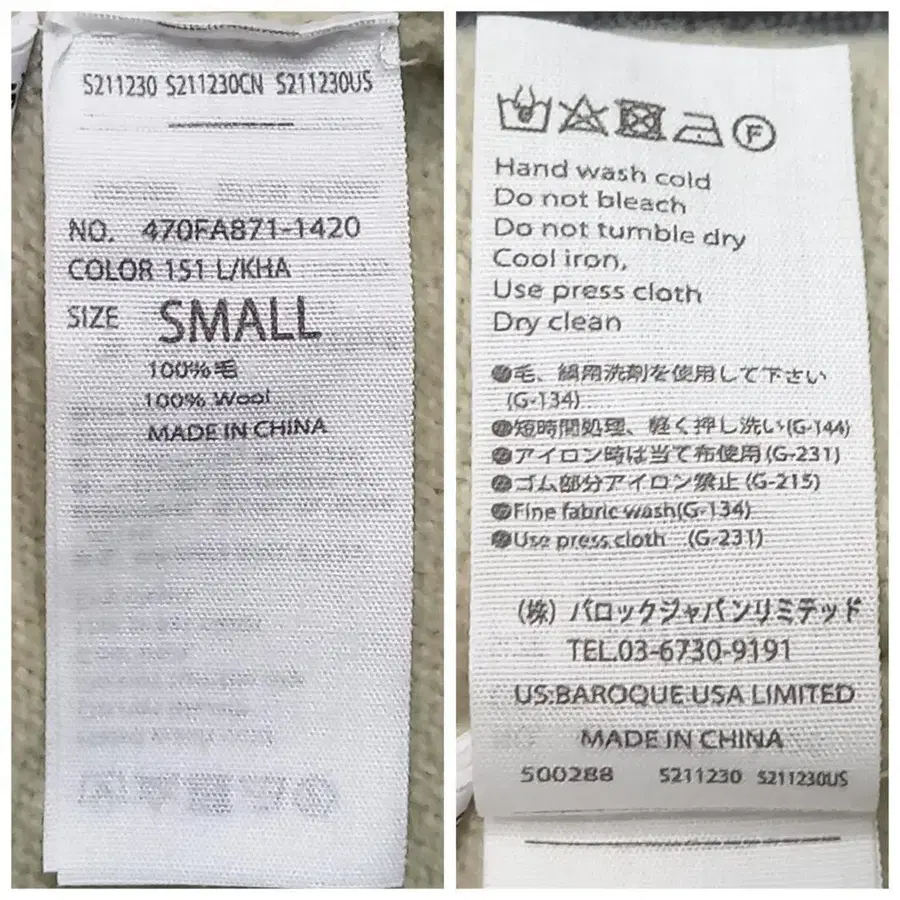 S211230 S211230CN S211230US
NO. 470FA871-1420
COLOR 151 L/KHA
SIZE SMALL
100%毛
100% Wool
MADE IN CHINA
F
Hand wash cold
Do not bleach
Do not tumble dry
Cool iron,
Use press cloth
Dry clean
●毛、絹用洗剤を使用して下さい
(G-134)
●短時間処理、軽く押し洗い(G-144)
●アイロン時は当て布使用(G-231)
●ゴム部分アイロン禁止(G-215)
●Fine fabric wash(G-134)
●Use press cloth (G-231)
(株)バロックジャパンリミテッド
TEL.03-6730-9191
US:BAROQUE USA LIMITED
MADE IN CHINA
500288 S211230 S211230US